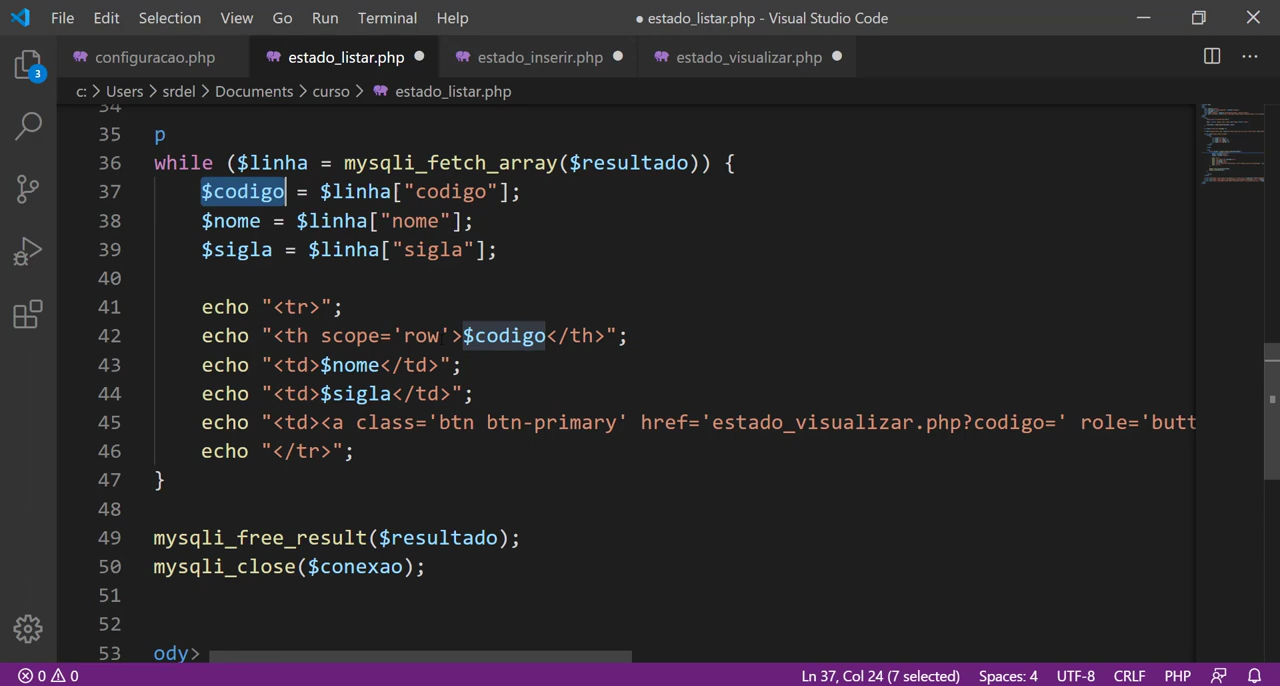 File Edit Selection View Go Run Terminal Help ● estado_listar.php - Visual Studio Code
3
configuracao.php estado_listar.php ● estado_inserir.php ● estado_visualizar.php ●
c: > Users > srdel > Documents > curso > estado_listar.php
34
35 p
36 while ($linha = mysqli_fetch_array($resultado)) {
37 $codigo = $linha["codigo"];
38 $nome = $linha["nome"];
39 $sigla = $linha["sigla"];
40
41 echo "<tr>";
42 echo "<th scope='row'>$codigo</th>";
43 echo "<td>$nome</td>";
44 echo "<td>$sigla</td>";
45 echo "<td><a class='btn btn-primary' href='estado_visualizar.php?codigo=' role='butt
46 echo "</tr>";
47 }
48
49 mysqli_free_result($resultado);
50 mysqli_close($conexao);
51
52
53 ody>
0 0 Ln 37, Col 24 (7 selected) Spaces: 4 UTF-8 CRLF PHP